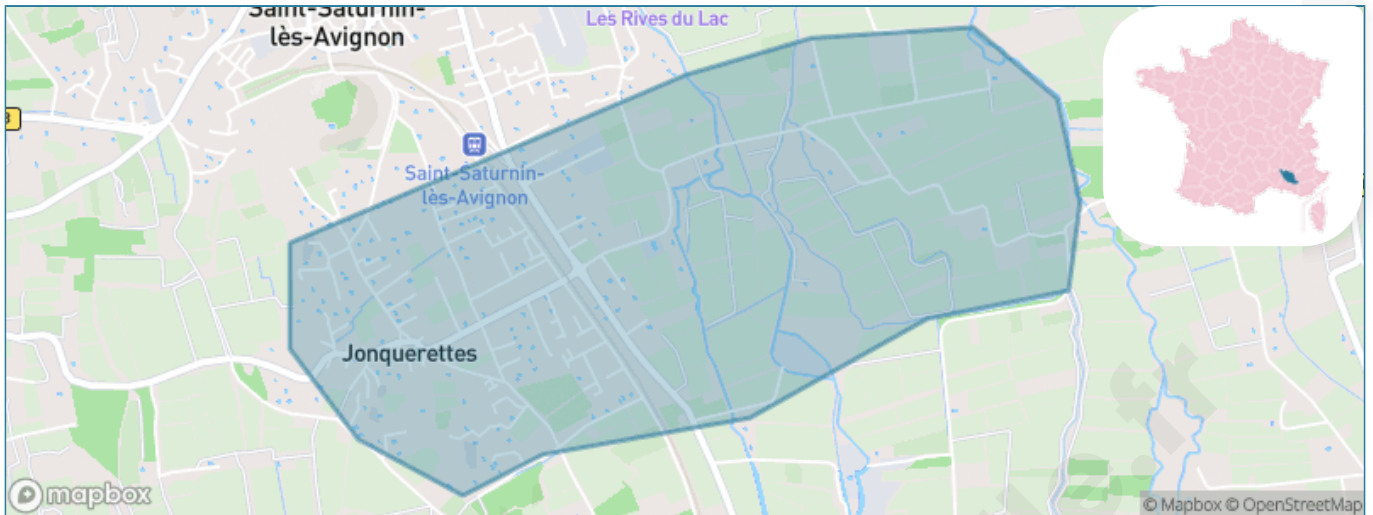 Saint-Saturnin-
lès-Avignon
Les Rives du Lac
Saint-Saturnin-
lès-Avignon
Jonquerettes
mapbox
© Mapbox © OpenStreetMap